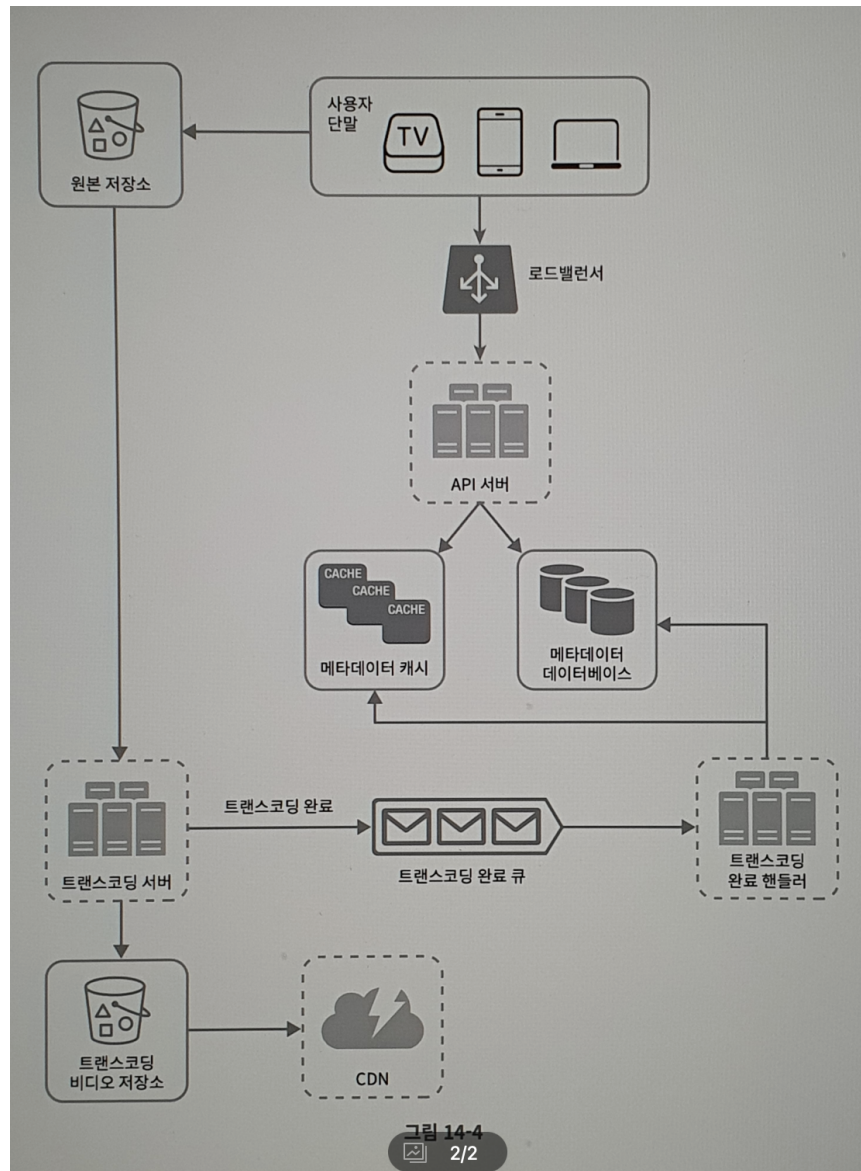 사용자
단말
TV
원본 저장소
로드밸런서
API 서버
CACHE
CACHE
CACHE
메타데이터 캐시
메타데이터
데이터베이스
트랜스코딩 서버
트랜스코딩 완료
트랜스코딩 완료 큐
트랜스코딩
완료 핸들러
트랜스코딩
비디오 저장소
CDN
그림 14-4
2/2